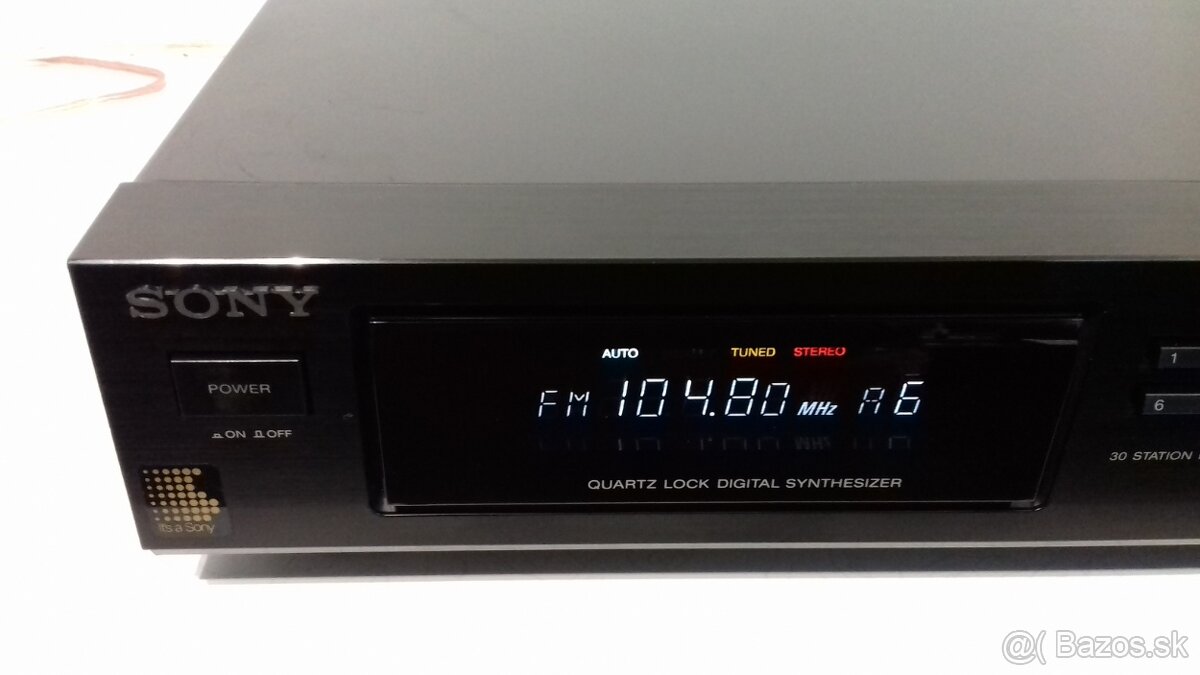 SONY
POWER
ON OFF
It's a Sony
AUTO TUNED STEREO
FM 104.80 MHz A6
QUARTZ LOCK DIGITAL SYNTHESIZER
1
6
30 STATION
@( Bazos.sk